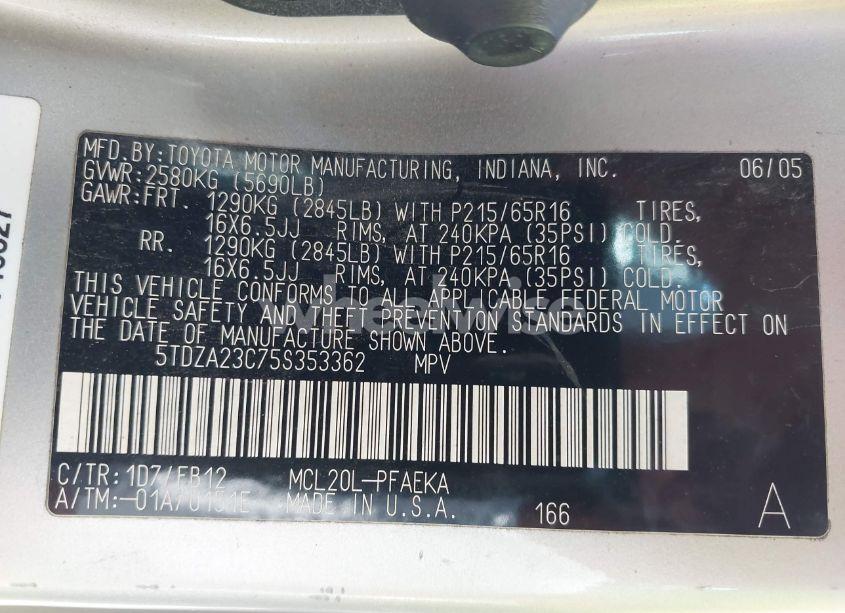 MFD.BY:TOYOTA MOTOR MANUFACTURING, INDIANA, INC. 06/05
GVWR:2580KG (5690LB)
GAWR:FRT. 1290KG (2845LB) WITH P215/65R16 TIRES,
16X6.5JJ RIMS, AT 240KPA (35PSI) COLD.
RR. 1290KG (2845LB) WITH P215/65R16 TIRES,
16X6.5JJ RIMS, AT 240KPA (35PSI) COLD.
THIS VEHICLE CONFORMS TO ALL APPLICABLE FEDERAL MOTOR
VEHICLE SAFETY AND THEFT PREVENTION STANDARDS IN EFFECT ON
THE DATE OF MANUFACTURE SHOWN ABOVE.
5TDZA23C75S353362 MPV
C/TR:1D7/FB12 MCL20L-PFAEKA
A/TM:-01A/U151E MADE IN U.S.A. 166 A